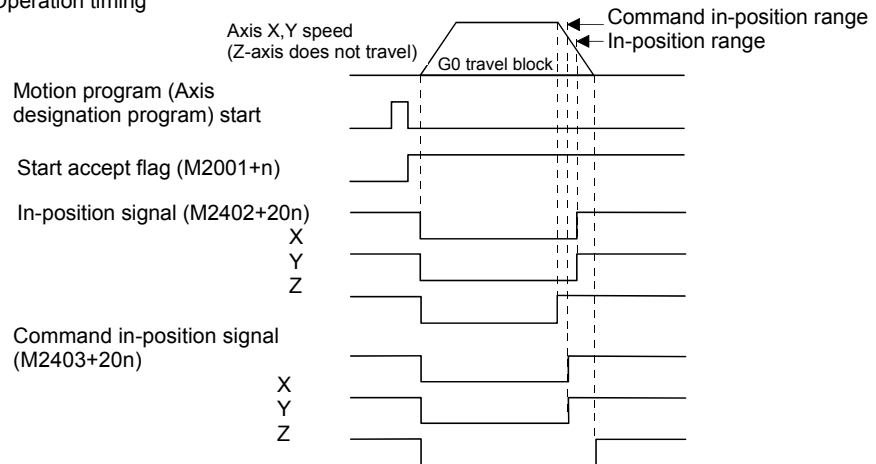 Operation timing
Axis X,Y speed
(Z-axis does not travel)
Command in-position range
In-position range
G0 travel block
Motion program (Axis
designation program) start
Start accept flag (M2001+n)
In-position signal (M2402+20n)
X
Y
Z
Command in-position signal
(M2403+20n)
X
Y
Z